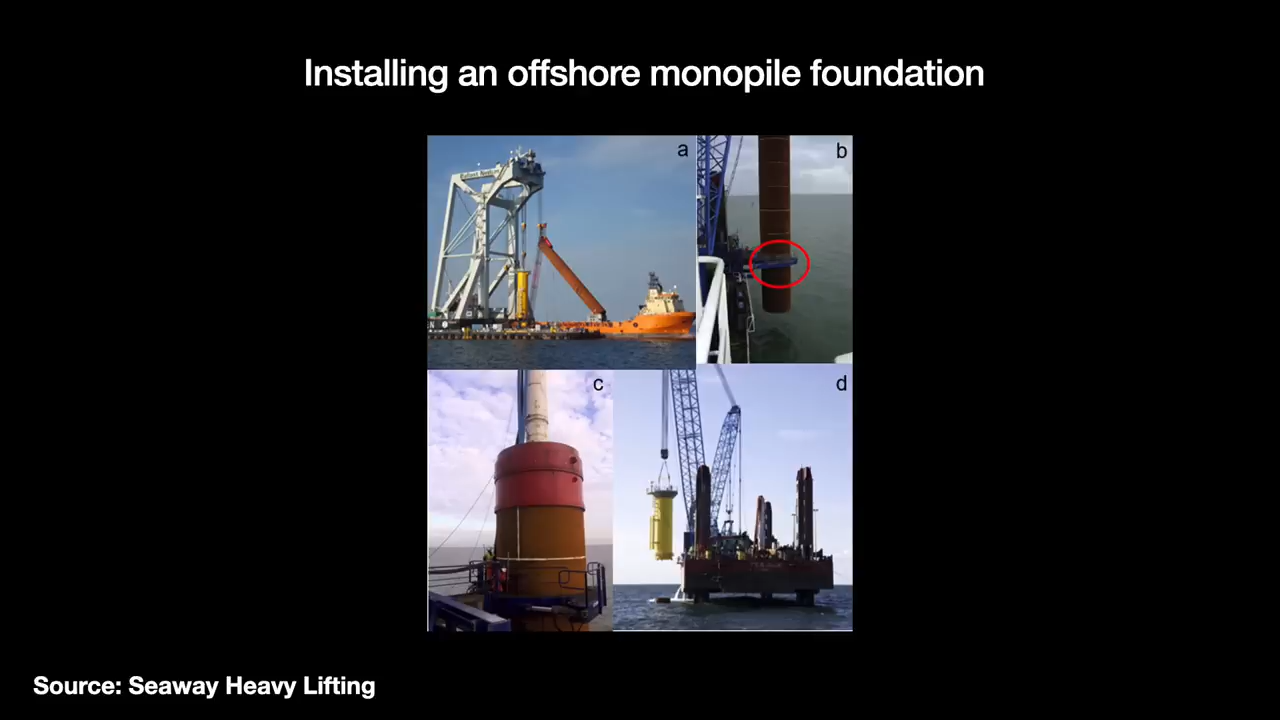 Installing an offshore monopile foundation
a
b
c
d
Source: Seaway Heavy Lifting